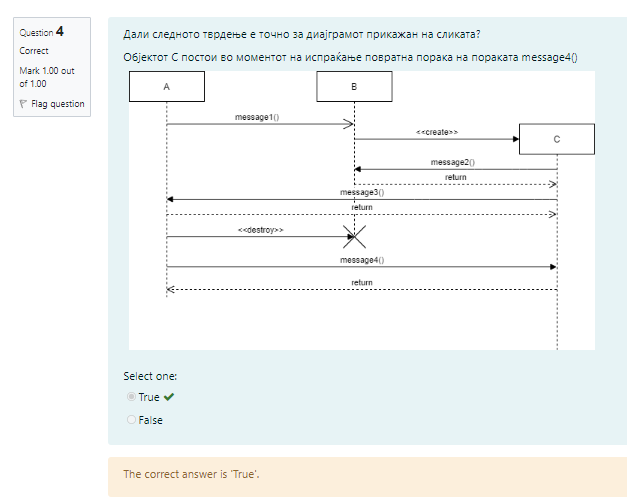 Question 4
Correct
Mark 1.00 out
of 1.00
Flag question
Дали следното тврдење е точно за дијаграмот прикажан на сликата?
Објектот C постои во моментот на испраќање повратна порака на пораката message4()
A
B
message1()
<<create>>
C
message2()
return
message3()
return
<<destroy>>
message4()
return
Select one:
True
False
The correct answer is 'True'.